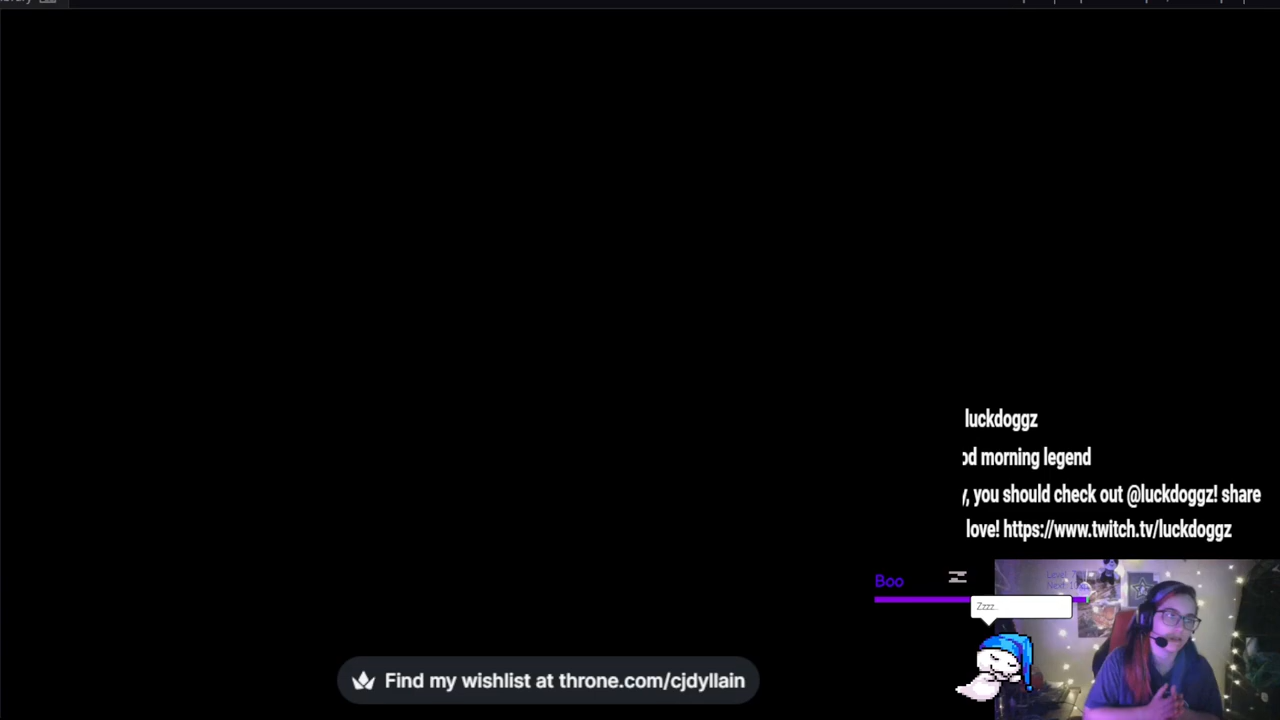 luckdoggz
od morning legend
, you should check out @luckdoggz! share
love! https://www.twitch.tv/luckdoggz
Boo
Zzzz..
Find my wishlist at throne.com/cjdyllain